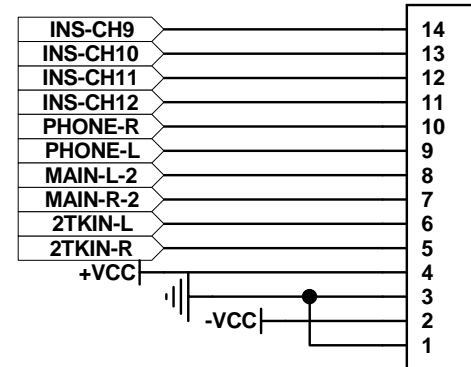 INS-CH9 14
INS-CH10 13
INS-CH11 12
INS-CH12 11
PHONE-R 10
PHONE-L 9
MAIN-L-2 8
MAIN-R-2 7
2TKIN-L 6
2TKIN-R 5
+VCC 4
3
-VCC 2
1